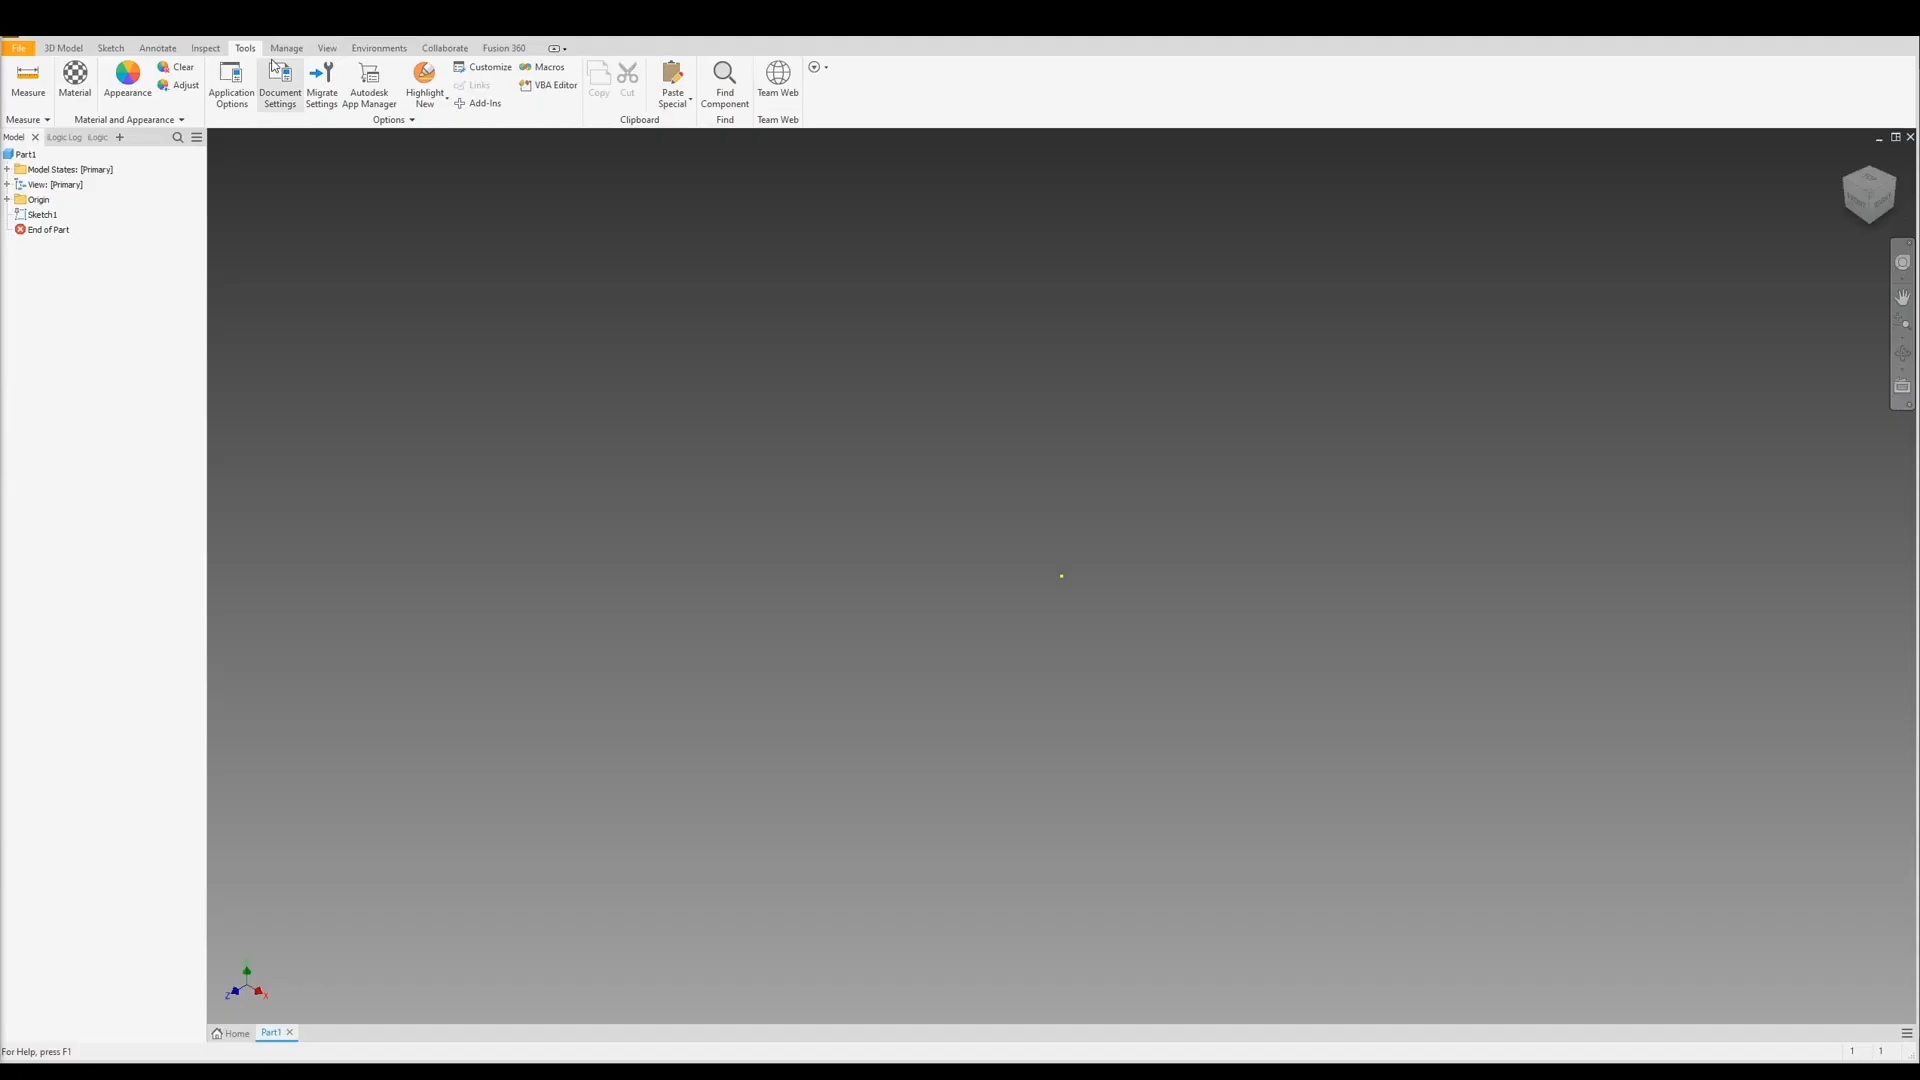 File 3D Model Sketch Annotate Inspect Tools Manage View Environments Collaborate Fusion 360
Measure
Material
Appearance
Clear
Adjust
Application Options
Document Settings
Migrate Settings
Autodesk App Manager
Highlight New
Customize
Links
Add-Ins
Macros
VBA Editor
Copy
Cut
Paste Special
Find Component
Team Web
Measure Material and Appearance Options Clipboard Find Team Web
Model iLogic Log iLogic
Part1
Model States: [Primary]
View: [Primary]
Origin
Sketch1
End of Part
Z X
Home Part1
For Help, press F1 1 1